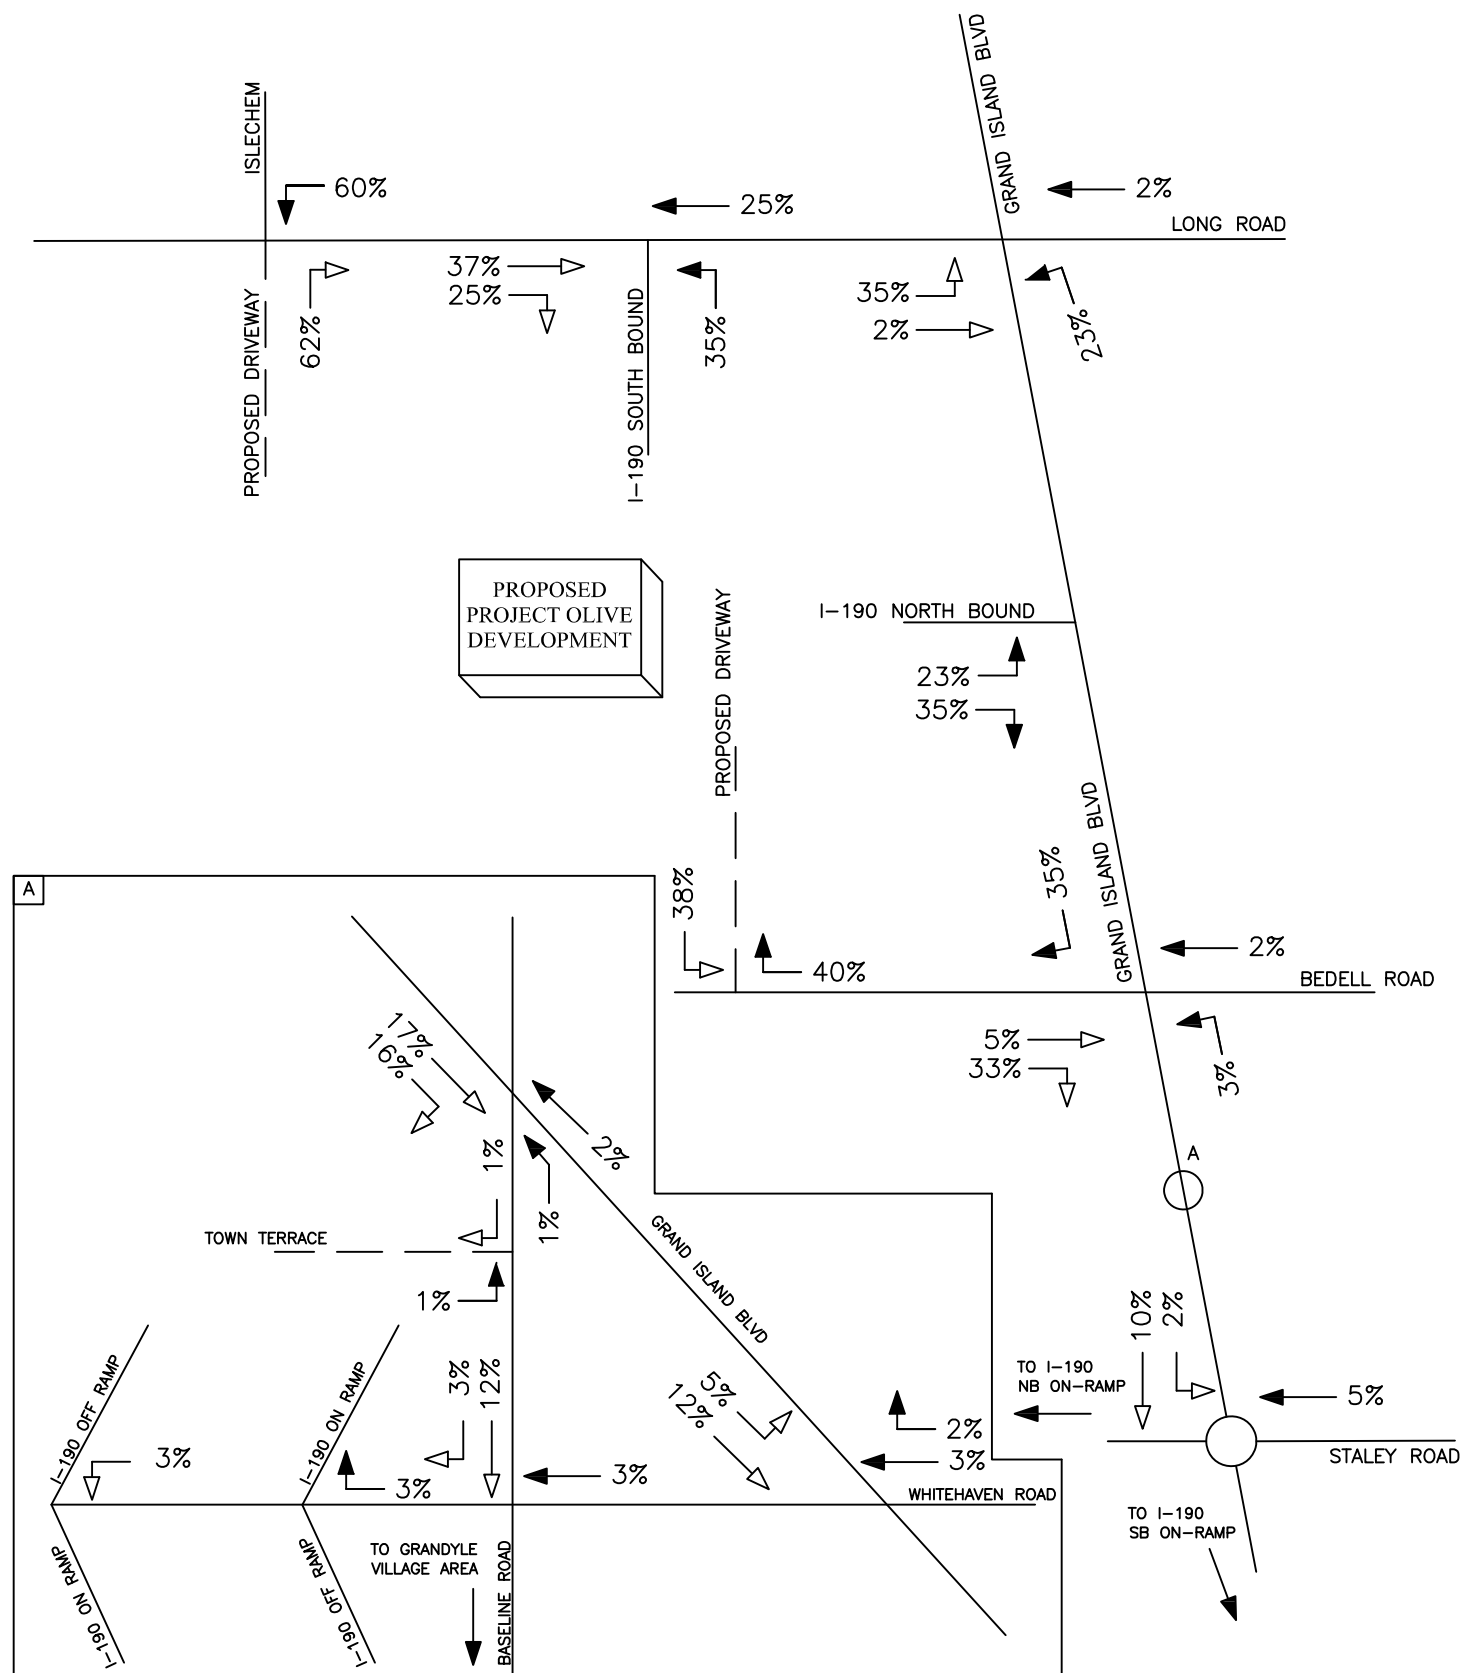 GRAND ISLAND BLVD
ISLECHEM
60%
25%
2%
LONG ROAD
37%
25%
62%
PROPOSED DRIVEWAY
I-190 SOUTH BOUND
35%
35%
2%
23%
PROPOSED
PROJECT OLIVE
DEVELOPMENT
PROPOSED DRIVEWAY
I-190 NORTH BOUND
23%
35%
GRAND ISLAND BLVD
35%
38%
40%
2%
BEDELL ROAD
5%
33%
3%
A
10%
2%
5%
STALEY ROAD
TO I-190
NB ON-RAMP
TO I-190
SB ON-RAMP
A
17%
16%
2%
1%
1%
TOWN TERRACE
1%
GRAND ISLAND BLVD
I-190 OFF RAMP
I-190 ON RAMP
3%
12%
5%
12%
2%
3%
3%
3%
3%
WHITEHAVEN ROAD
I-190 ON RAMP
I-190 OFF RAMP
TO GRANDYLE
VILLAGE AREA
BASELINE ROAD